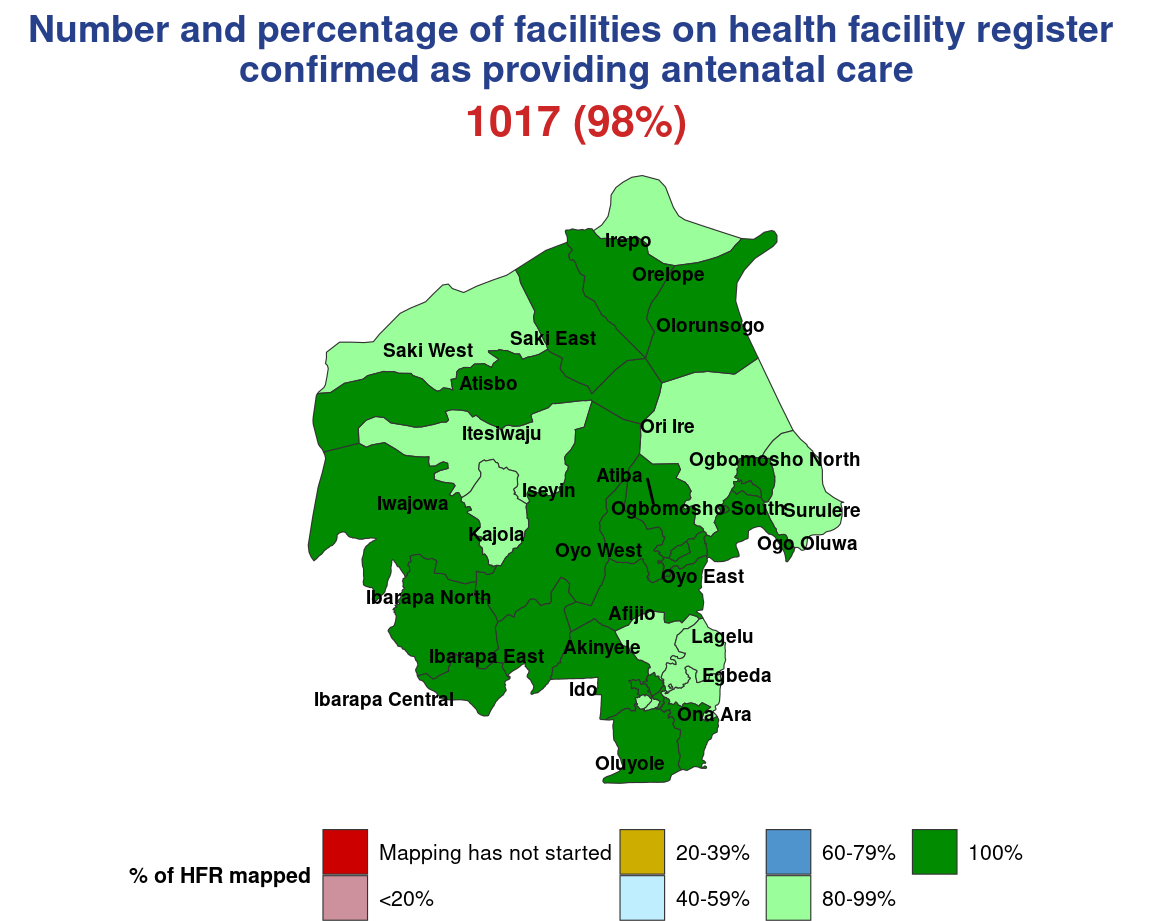 Number and percentage of facilities on health facility register
confirmed as providing antenatal care
1017 (98%)
Irepo
Orelope
Olorunsogo
Saki East
Saki West
Atisbo
Ori Ire
Itesiwaju
Ogbomosho North
Atiba
Iseyin
Iwajowa
Ogbomosho South
Surulere
Kajola
Ogo Oluwa
Oyo West
Oyo East
Ibarapa North
Afijio
Lagelu
Akinyele
Ibarapa East
Egbeda
Ido
Ibarapa Central
Ona Ara
Oluyole
% of HFR mapped
Mapping has not started
<20%
20-39%
40-59%
60-79%
80-99%
100%